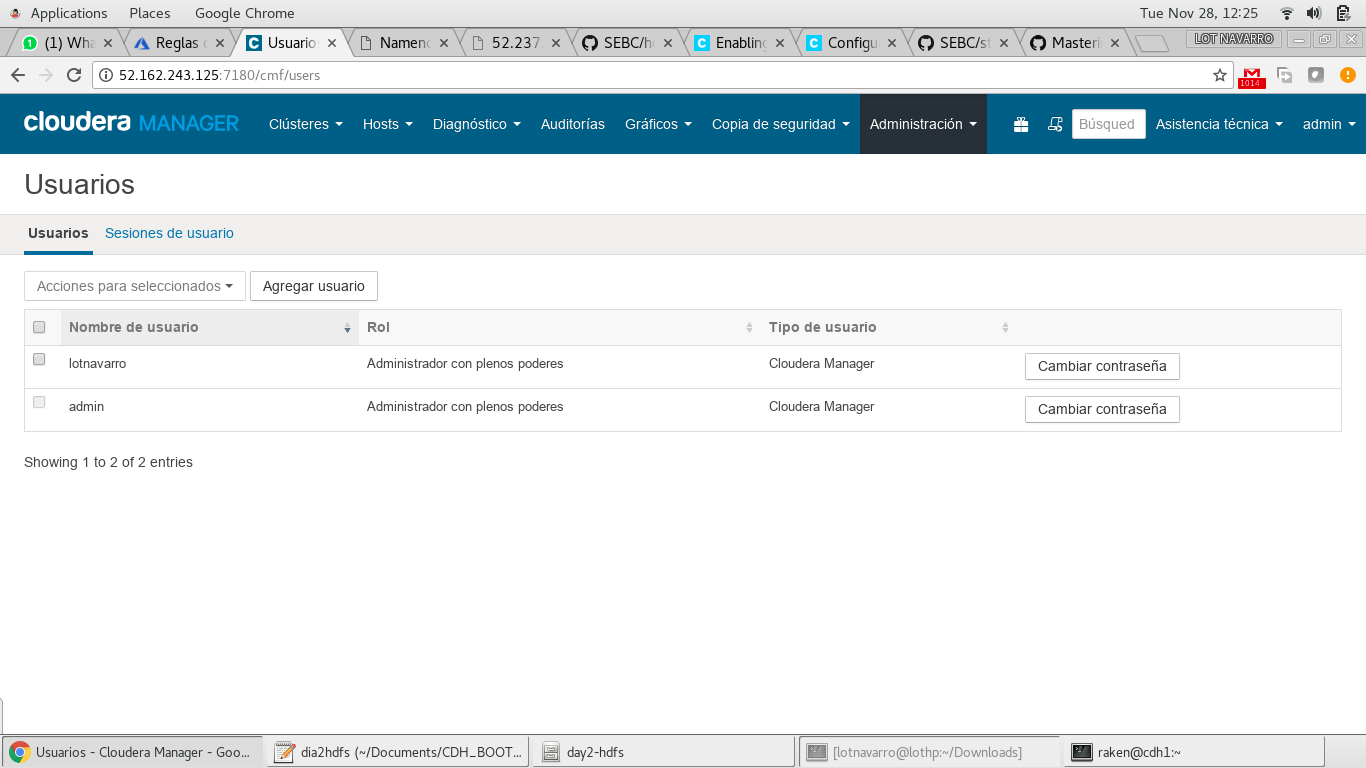 Applications Places Google Chrome Tue Nov 28, 12:25
(1) Wha Reglas Usuario Namenc 52.237 SEBC/h Enabling Configu SEBC/st Masteri LOT NAVARRO
52.162.243.125:7180/cmf/users 1014
cloudera MANAGER Clústeres Hosts Diagnóstico Auditorías Gráficos Copia de seguridad Administración Búsqued Asistencia técnica admin
Usuarios
Usuarios Sesiones de usuario
Acciones para seleccionados Agregar usuario
Nombre de usuario Rol Tipo de usuario
lotnavarro Administrador con plenos poderes Cloudera Manager Cambiar contraseña
admin Administrador con plenos poderes Cloudera Manager Cambiar contraseña
Showing 1 to 2 of 2 entries
Usuarios - Cloudera Manager - Goo... dia2hdfs (~/Documents/CDH_BOOT... day2-hdfs [lotnavarro@lothp:~/Downloads] raken@cdh1:~